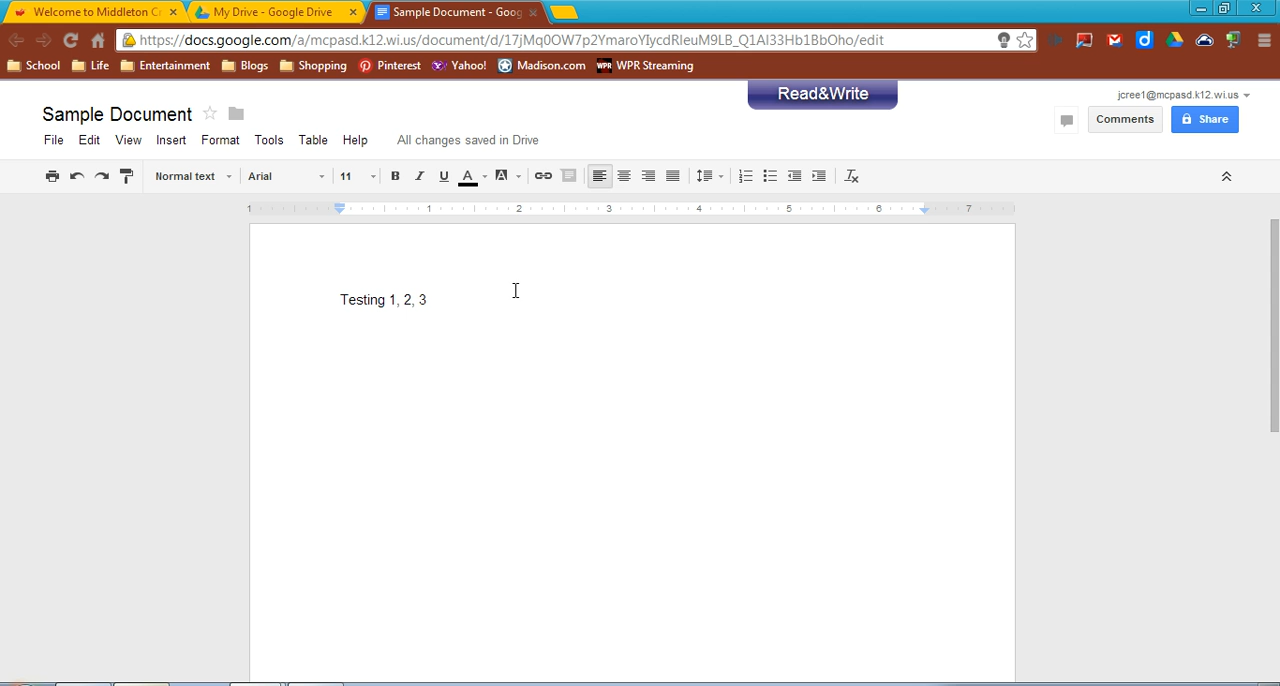 Welcome to Middleton Cr
My Drive - Google Drive
Sample Document - Goog
https://docs.google.com/a/mcpasd.k12.wi.us/document/d/17jMq0OW7p2YmaroYIycdRleuM9LB_Q1Al33Hb1BbOho/edit
School Life Entertainment Blogs Shopping Pinterest Yahoo! Madison.com WPR WPR Streaming
Read&Write
jcree1@mcpasd.k12.wi.us
Sample Document
Comments Share
File Edit View Insert Format Tools Table Help All changes saved in Drive
Normal text Arial 11 B I U A A
1 1 2 3 4 5 6 7
Testing 1, 2, 3